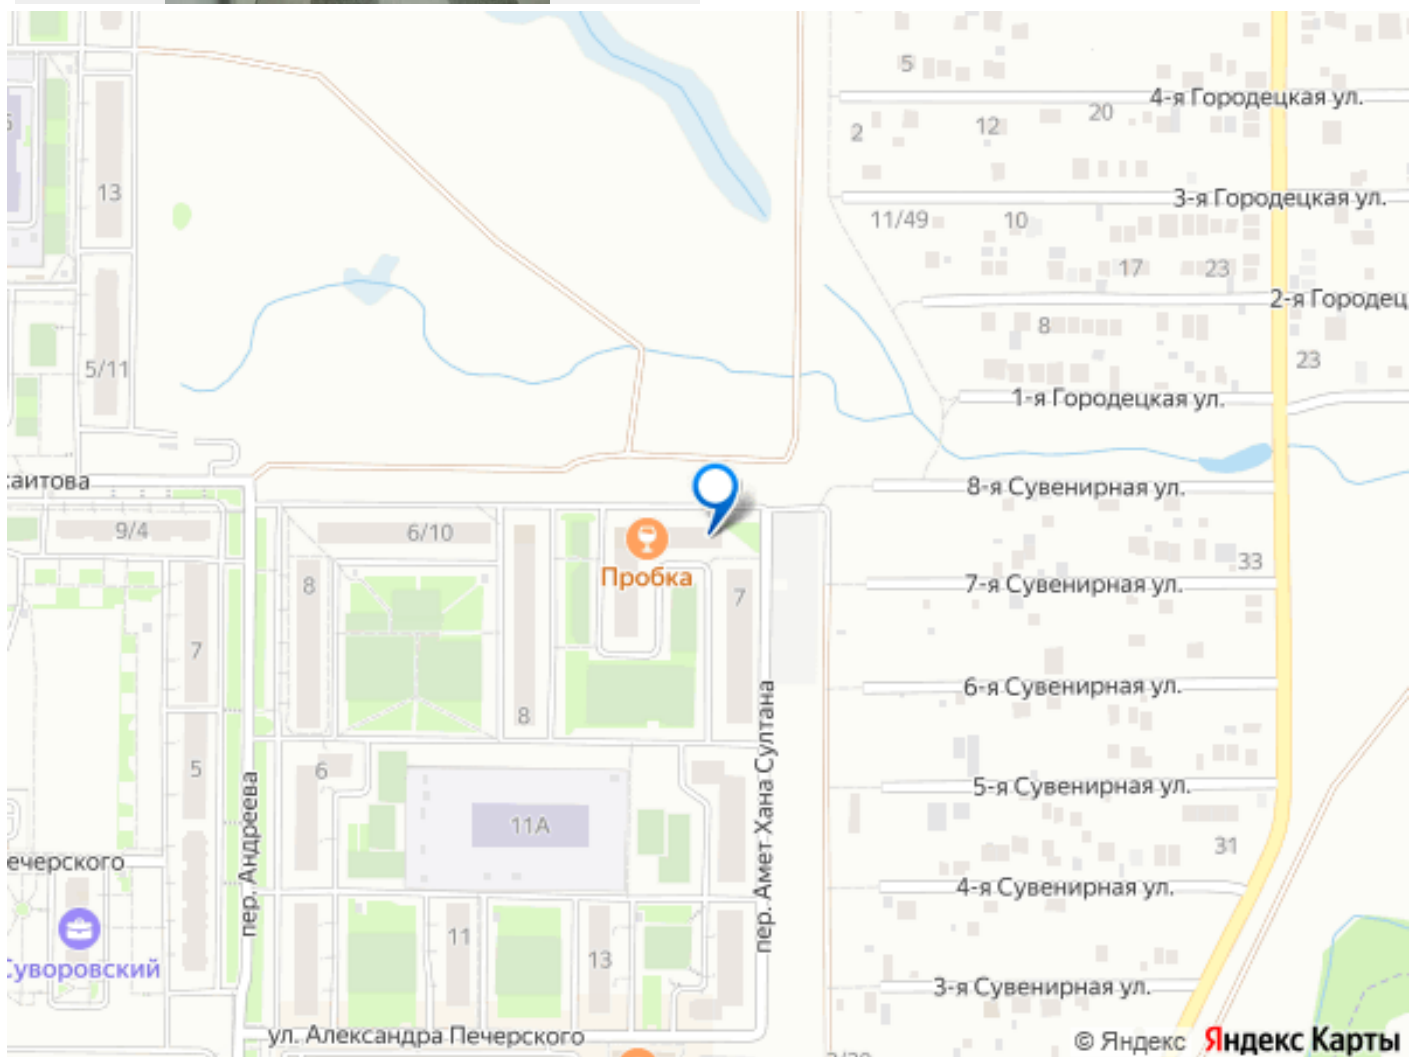 5
4-я Городецкая ул.
20
2
12
13
3-я Городецкая ул.
11/49
10
17
23
2-я Городец
8
23
5/11
1-я Городецкая ул.
саитова
8-я Сувенирная ул.
9/4
6/10
Пробка
33
8
7
7-я Сувенирная ул.
7
6-я Сувенирная ул.
8
5
6
пер. Андреева
пер. Амет Хана Султана
5-я Сувенирная ул.
11А
31
ечерского
4-я Сувенирная ул.
11
13
Суворовский
3-я Сувенирная ул.
ул. Александра Печерского
© Яндекс Яндекс Карты